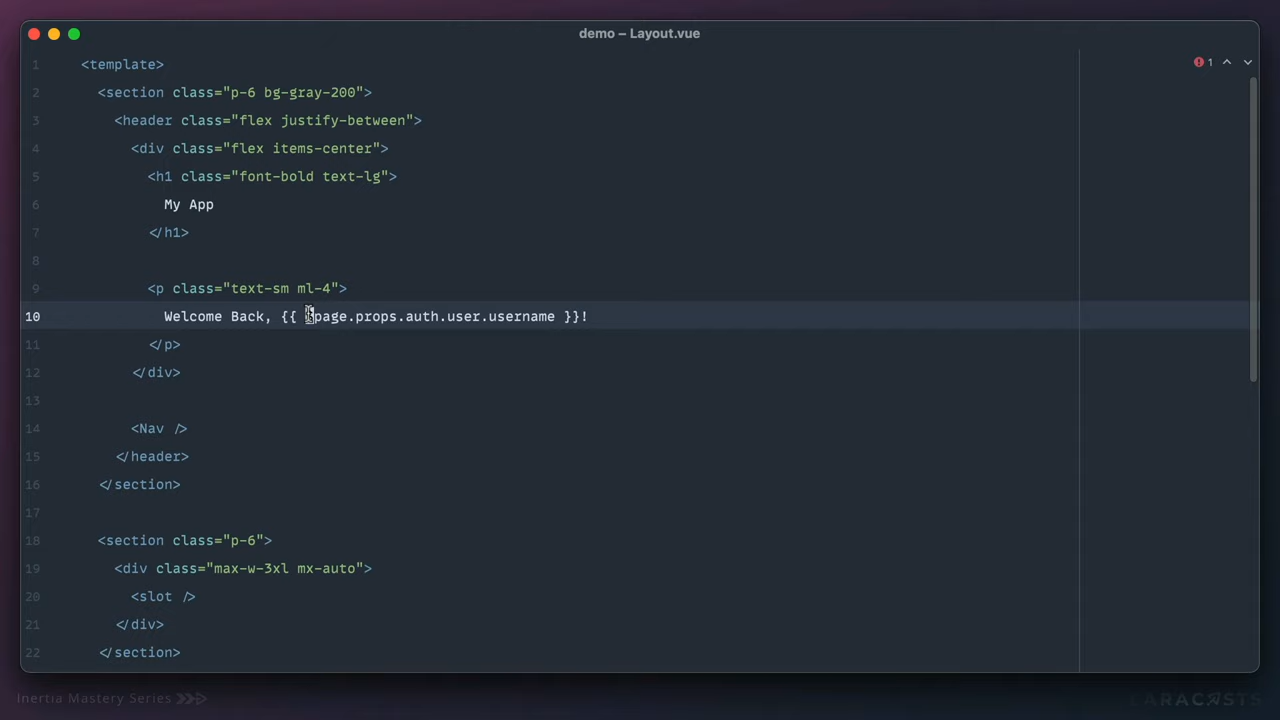 demo – Layout.vue
1 <template>
1
2 <section class="p-6 bg-gray-200">
3 <header class="flex justify-between">
4 <div class="flex items-center">
5 <h1 class="font-bold text-lg">
6 My App
7 </h1>
8
9 <p class="text-sm ml-4">
10 Welcome Back, {{ $page.props.auth.user.username }}!
11 </p>
12 </div>
13
14 <Nav />
15 </header>
16 </section>
17
18 <section class="p-6">
19 <div class="max-w-3xl mx-auto">
20 <slot />
21 </div>
22 </section>
Inertia Mastery Series
LARACASTS